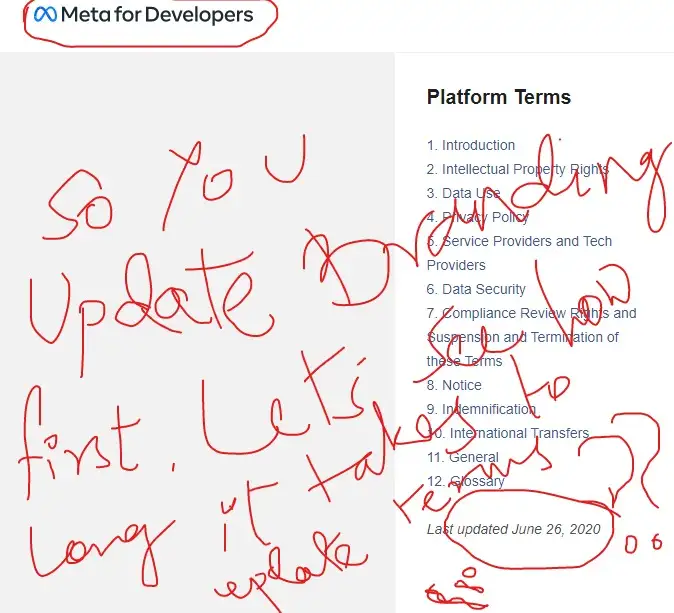 Meta for Developers
Platform Terms
1. Introduction
2. Intellectual Property Rights
3. Data Use
4. Privacy Policy
5. Service Providers and Tech
Providers
6. Data Security
7. Compliance Review Rights and
Suspension and Termination of
these Terms
8. Notice
9. Indemnification
10. International Transfers
11. General
12. Glossary
Last updated June 26, 2020
So You
Update Branding
first. Let's See how
long it takes to
update terms ??